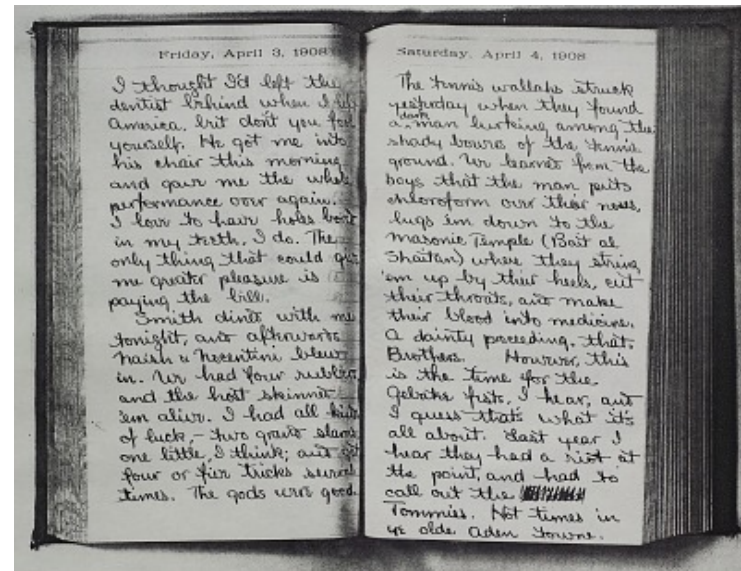 Friday, April 3, 1908
I thought I'd left the
dentist behind when I left
America, but don't you fool
yourself. He got me into
his chair this morning
and gave me the whole
performance over again.
I love to have holes bored
in my teeth, I do. The
only thing that could give
me greater pleasure is
paying the bill.
Smith dined with me
tonight, and afterwards
Naish & blew
in. We had four rubbers
and the host skinned
'em alive. I had all kinds
of luck, - two grand slams
one little, I think; and got
four or five tricks several
times. The gods were good.
Saturday, April 4, 1908
The tennis wallahs struck
yesterday when they found
a dark man lurking among the
shady bowers of the tennis
ground. We learned from the
boys that the man puts
chloroform over their noses,
lugs 'em down to the
Masonic Temple (Bait al
Shaitan) where they string
'em up by their heels, cut
their throats, and make
their blood into medicine.
A dainty proceeding, that,
Brothers. However, this
is the time for the
fists, I hear, and
I guess that's what it's
all about. Last year I
hear they had a riot at
the point, and had to
call out the
Tommies. Hot times in
ye olde Aden Towne.